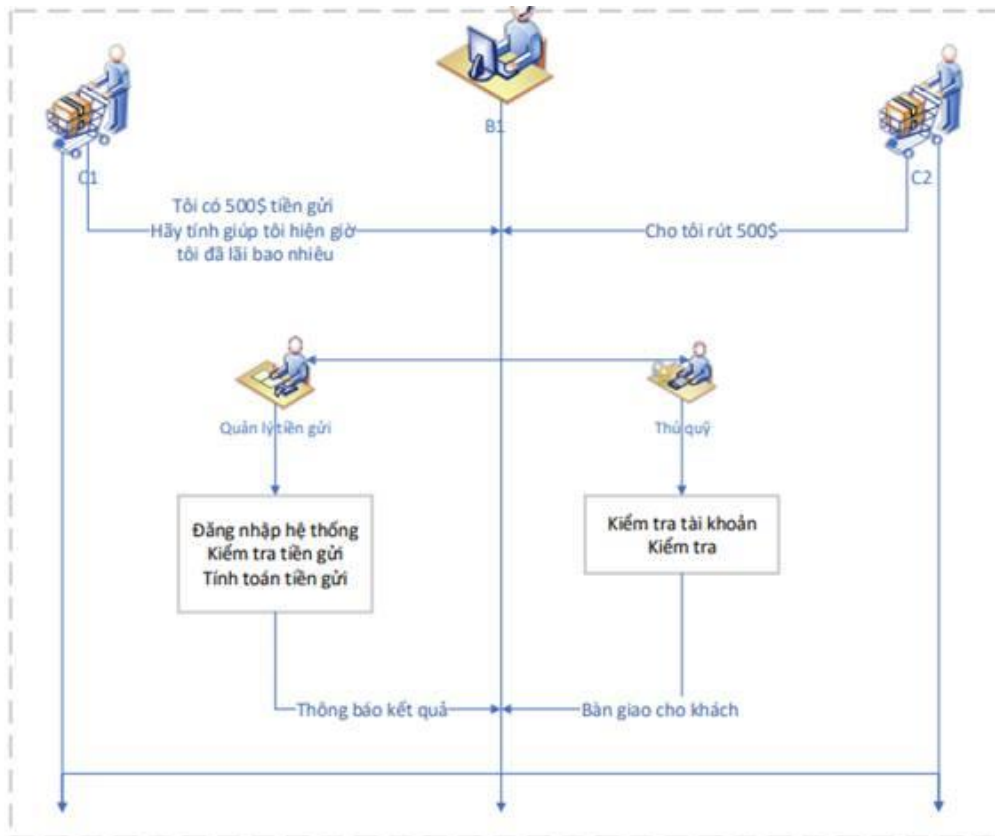 B1
C1
C2
Tôi có 500$ tiền gửi
Hãy tính giúp tôi hiện giờ
tôi đã lãi bao nhiêu
Cho tôi rút 500$
Quản lý tiền gửi
Thủ quỹ
Đăng nhập hệ thống
Kiểm tra tiền gửi
Tính toán tiền gửi
Kiểm tra tài khoản
Kiểm tra
Thông báo kết quả
Bàn giao cho khách